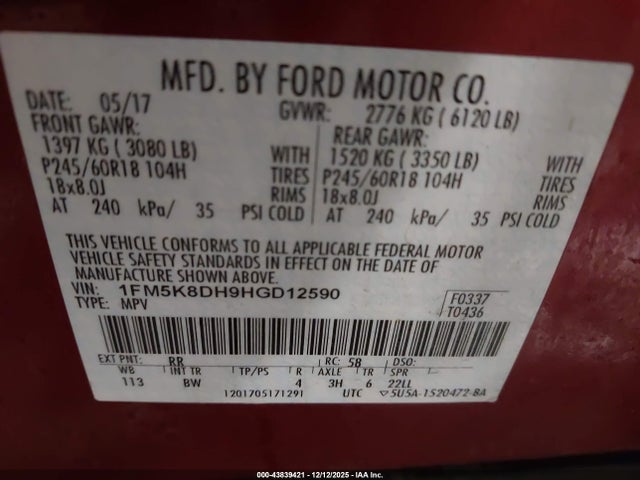 MFD. BY FORD MOTOR CO.
DATE: 05/17 GVWR: 2776 KG ( 6120 LB)
FRONT GAWR: REAR GAWR:
1397 KG ( 3080 LB) WITH 1520 KG ( 3350 LB) WITH
P245/60R18 104H TIRES P245/60R18 104H TIRES
18x8.0J RIMS 18x8.0J RIMS
AT 240 kPa/ 35 PSI COLD AT 240 kPa/ 35 PSI COLD
THIS VEHICLE CONFORMS TO ALL APPLICABLE FEDERAL MOTOR
VEHICLE SAFETY STANDARDS IN EFFECT ON THE DATE OF
MANUFACTURE SHOWN ABOVE.
VIN: 1FM5K8DH9HGD12590 F0337
TYPE: MPV T0436
EXT PNT: RR RC: 58 DSO:
WB INT TR TP/PS R AXLE TR SPR
113 BW 4 3H 6 22LL
1201705171291 UTC ▽5U5A-1520472-BA
000-43839421 - 12/12/2025 - IAA Inc.